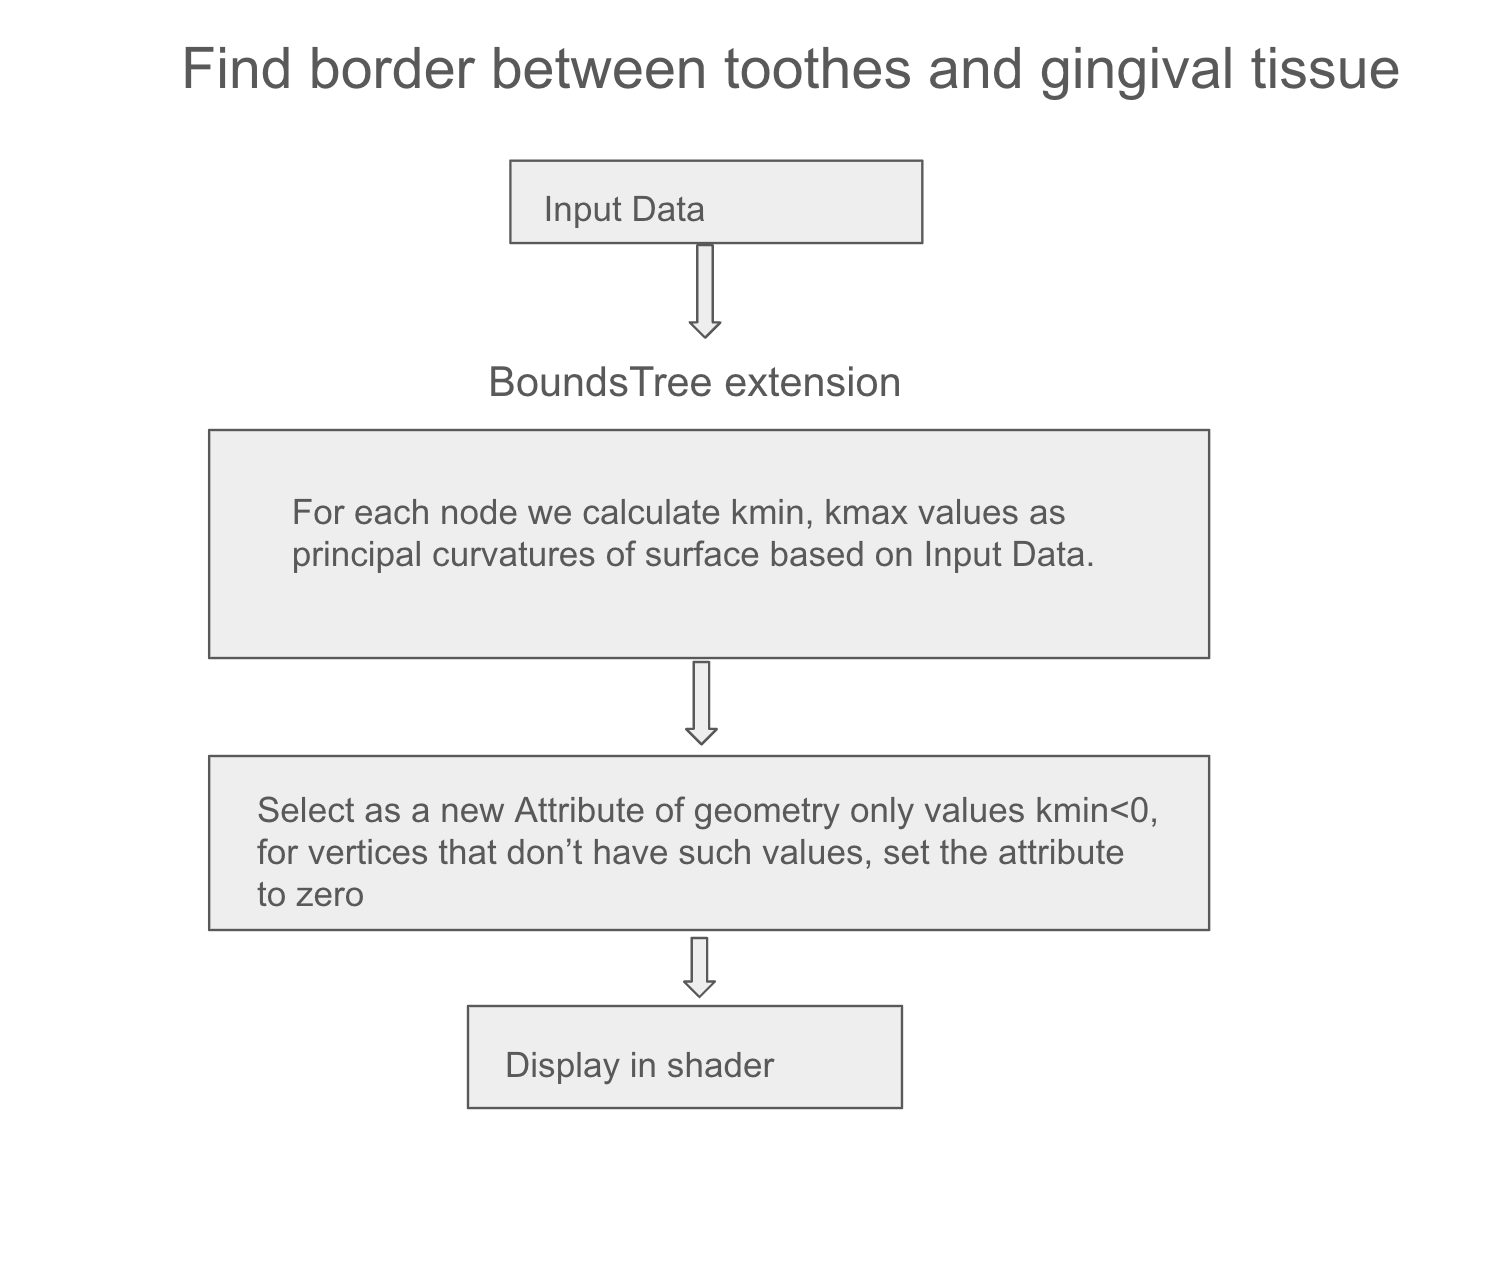 Find border between toothes and gingival tissue
Input Data
BoundsTree extension
For each node we calculate kmin, kmax values as
principal curvatures of surface based on Input Data.
Select as a new Attribute of geometry only values kmin<0,
for vertices that don’t have such values, set the attribute
to zero
Display in shader